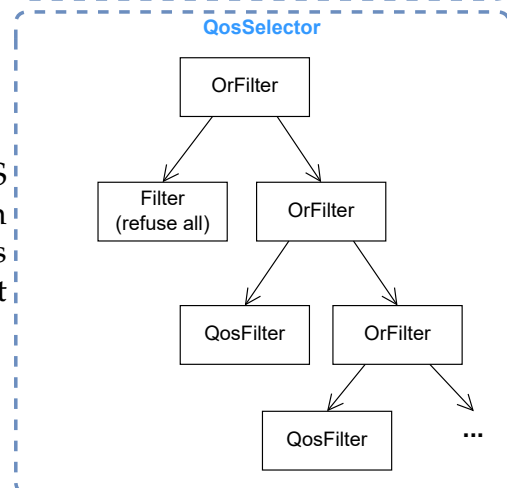 QosSelector
OrFilter
Filter
(refuse all)
OrFilter
QosFilter
OrFilter
QosFilter
...
S
n
s
t